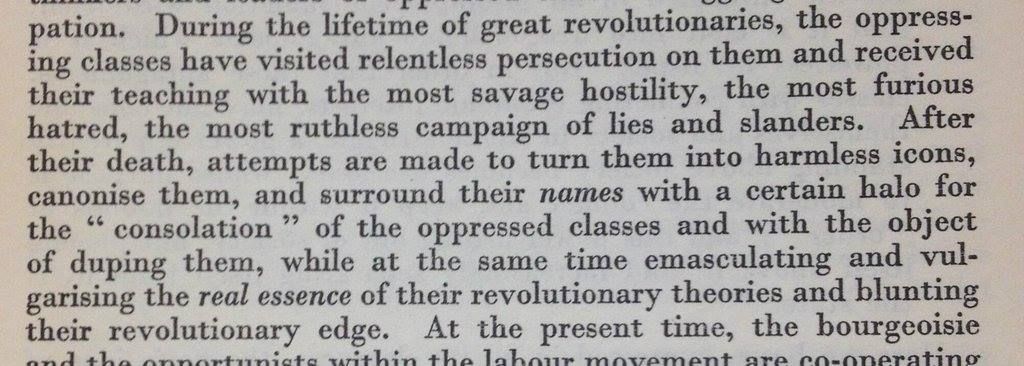 pation. During the lifetime of great revolutionaries, the oppress-
ing classes have visited relentless persecution on them and received
their teaching with the most savage hostility, the most furious
hatred, the most ruthless campaign of lies and slanders. After
their death, attempts are made to turn them into harmless icons,
canonise them, and surround their names with a certain halo for
the “ consolation ” of the oppressed classes and with the object
of duping them, while at the same time emasculating and vul-
garising the real essence of their revolutionary theories and blunting
their revolutionary edge. At the present time, the bourgeoisie
and the opportunists within the labour movement are co-operating